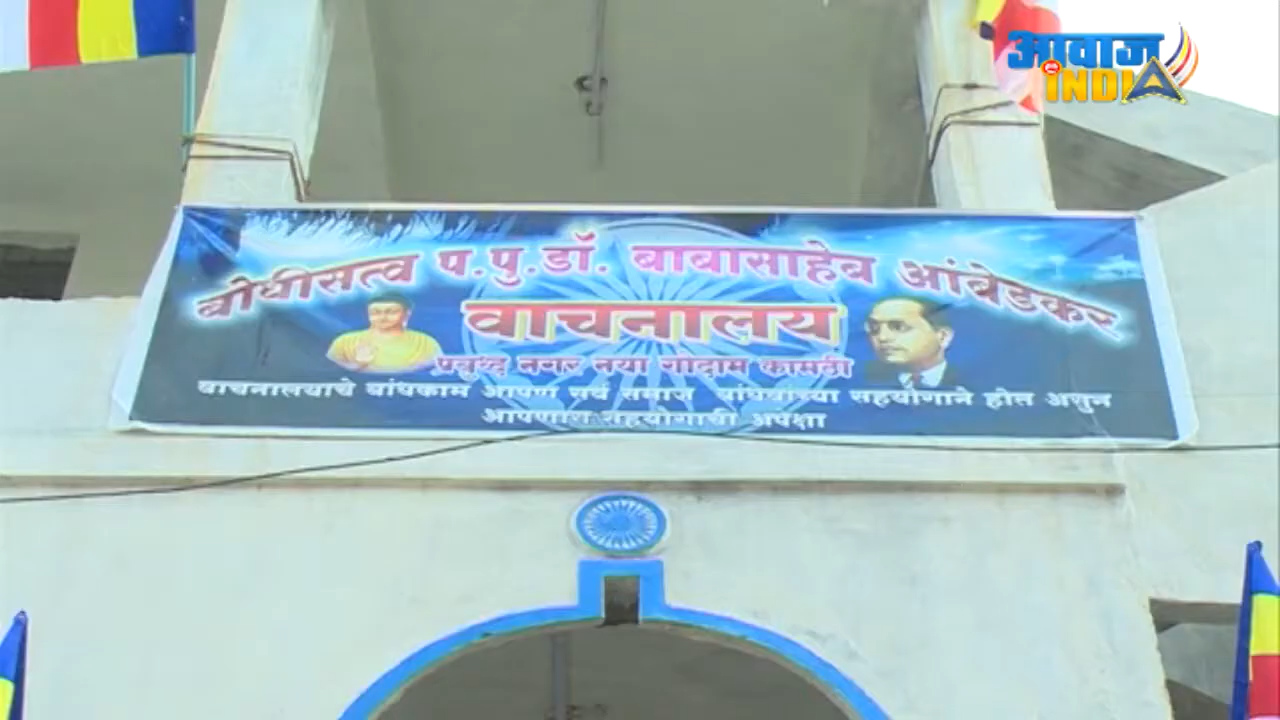 आवाज
INDIA
बोधीसत्व प.पु.डॉ. बाबासाहेब आंबेडकर
वाचनालय
प्रबुध्द नगर नया गोदाम कामठी
वाचनालयाचे बांधकाम आपण सर्व समाज बांधवांच्या सहयोगाने होत असुन
आपणास सहयोगाची अपेक्षा